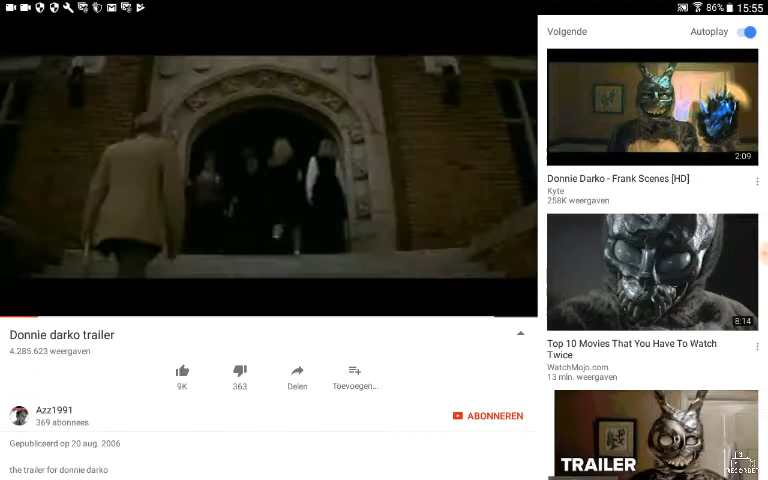 86% 15:55
Volgende
Autoplay
2:09
Donnie Darko - Frank Scenes [HD]
Kyte
258K weergaven
8:14
Top 10 Movies That You Have To Watch
Twice
WatchMojo.com
13 mln. weergaven
TRAILER
RECORDER
Donnie darko trailer
4.285.623 weergaven
9K
363
Delen
Toevoegen...
Azz1991
369 abonnees
ABONNEREN
Gepubliceerd op 20 aug. 2006
the trailer for donnie darko